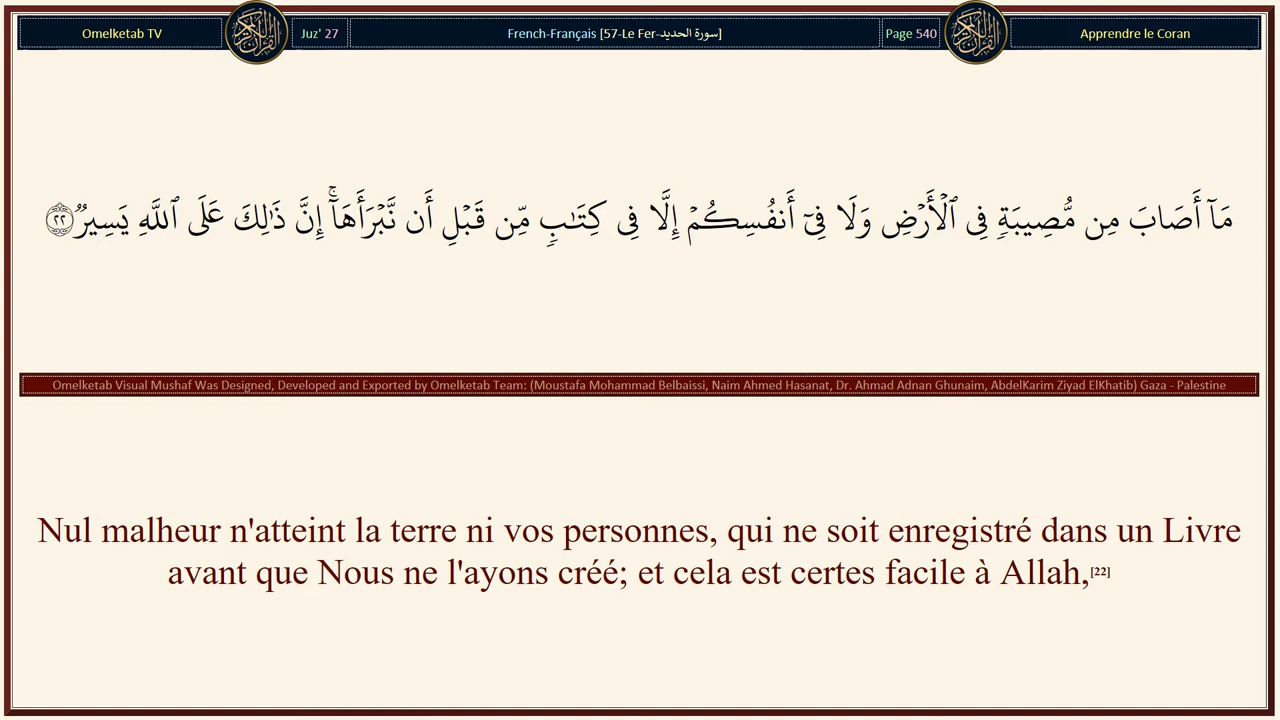 Omelketab TV
Juz' 27
French-Français [57-Le Fer-سورة الحديد]
Page 540
Apprendre le Coran
مَآ أَصَابَ مِن مُّصِيبَةٖ فِي ٱلۡأَرۡضِ وَلَا فِيٓ أَنفُسِكُمۡ إِلَّا فِي كِتَٰبٖ مِّن قَبۡلِ أَن نَّبۡرَأَهَآۚ إِنَّ ذَٰلِكَ عَلَى ٱللَّهِ يَسِيرٞ ٢٢
Omelketab Visual Mushaf Was Designed, Developed and Exported by Omelketab Team: (Moustafa Mohammad Belbaissi, Naim Ahmed Hasanat, Dr. Ahmad Adnan Ghunaim, AbdelKarim Ziyad ElKhatib) Gaza - Palestine
Nul malheur n'atteint la terre ni vos personnes, qui ne soit enregistré dans un Livre
avant que Nous ne l'ayons créé; et cela est certes facile à Allah,[22]